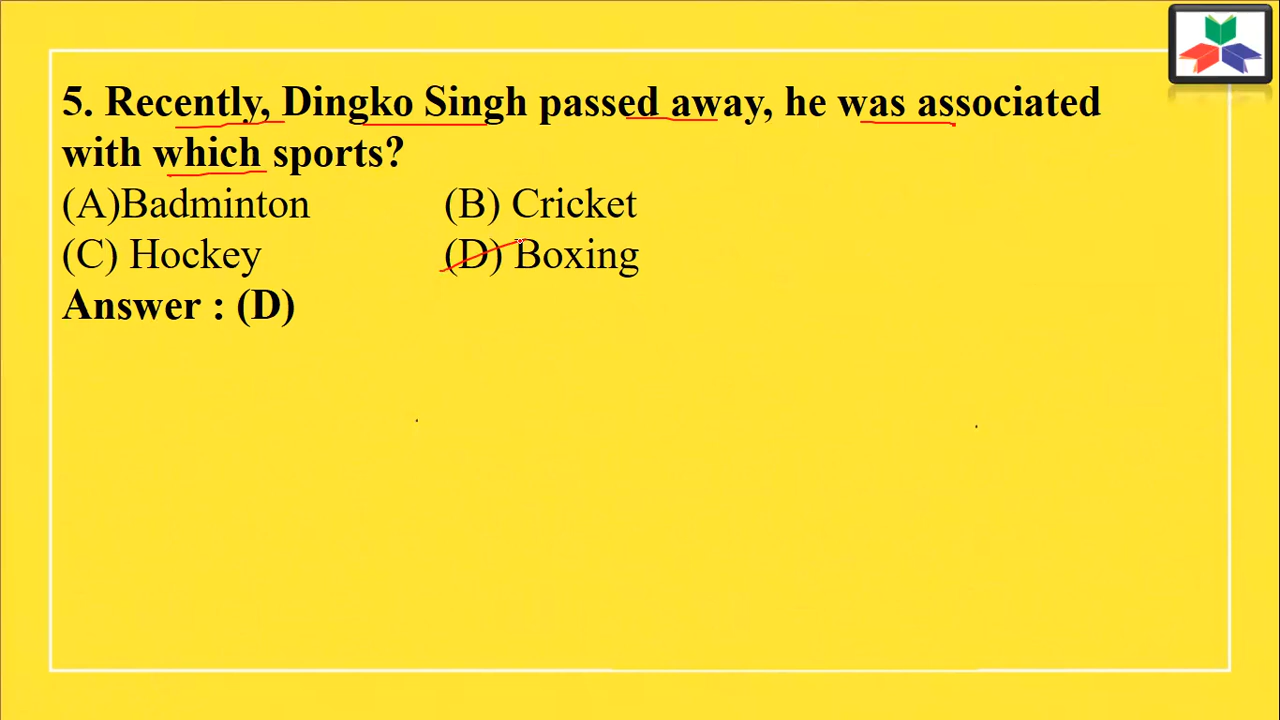 5. Recently, Dingko Singh passed away, he was associated
with which sports?
(A)Badminton (B) Cricket
(C) Hockey (D) Boxing
Answer : (D)